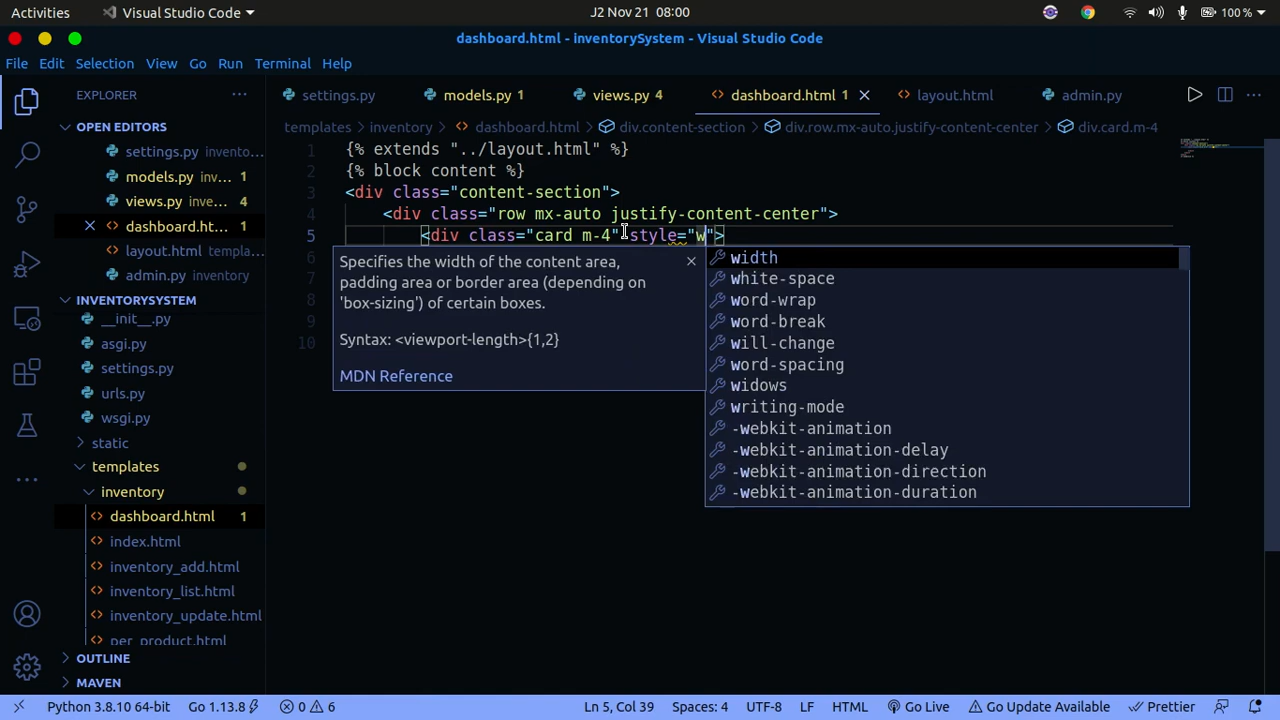 Activities Visual Studio Code J2 Nov 21 08:00 100 %
dashboard.html - inventorySystem - Visual Studio Code
File Edit Selection View Go Run Terminal Help
EXPLORER ···
OPEN EDITORS
settings.py invento...
models.py inv... 1
views.py inve... 4
dashboard.ht... 1
layout.html templa...
admin.py inventory
INVENTORYSYSTEM
__init__.py
asgi.py
settings.py
urls.py
wsgi.py
static
templates
inventory
dashboard.html 1
index.html
inventory_add.html
inventory_list.html
inventory_update.html
per_product.html
OUTLINE
MAVEN
settings.py models.py 1 views.py 4 dashboard.html 1 layout.html admin.py
templates > inventory > dashboard.html > div.content-section > div.row.mx-auto.justify-content-center > div.card.m-4
1 {% extends "../layout.html" %}
2 {% block content %}
3 <div class="content-section">
4 <div class="row mx-auto justify-content-center">
5 <div class="card m-4" style="w">
6
7
8
9
10
Specifies the width of the content area,
padding area or border area (depending on
'box-sizing') of certain boxes.
Syntax: <viewport-length>{1,2}
MDN Reference
width
white-space
word-wrap
word-break
will-change
word-spacing
widows
writing-mode
-webkit-animation
-webkit-animation-delay
-webkit-animation-direction
-webkit-animation-duration
Python 3.8.10 64-bit Go 1.13.8 0 6 Ln 5, Col 39 Spaces: 4 UTF-8 LF HTML Go Live Go Update Available Prettier